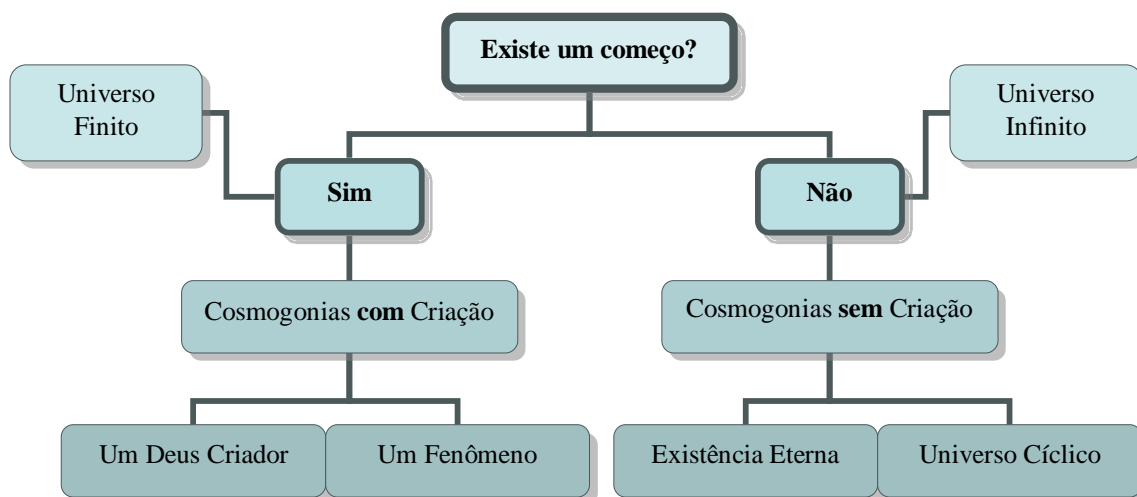 Existe um começo?
Universo
Finito
Universo
Infinito
Sim
Não
Cosmogonias com Criação
Cosmogonias sem Criação
Um Deus Criador
Um Fenômeno
Existência Eterna
Universo Cíclico